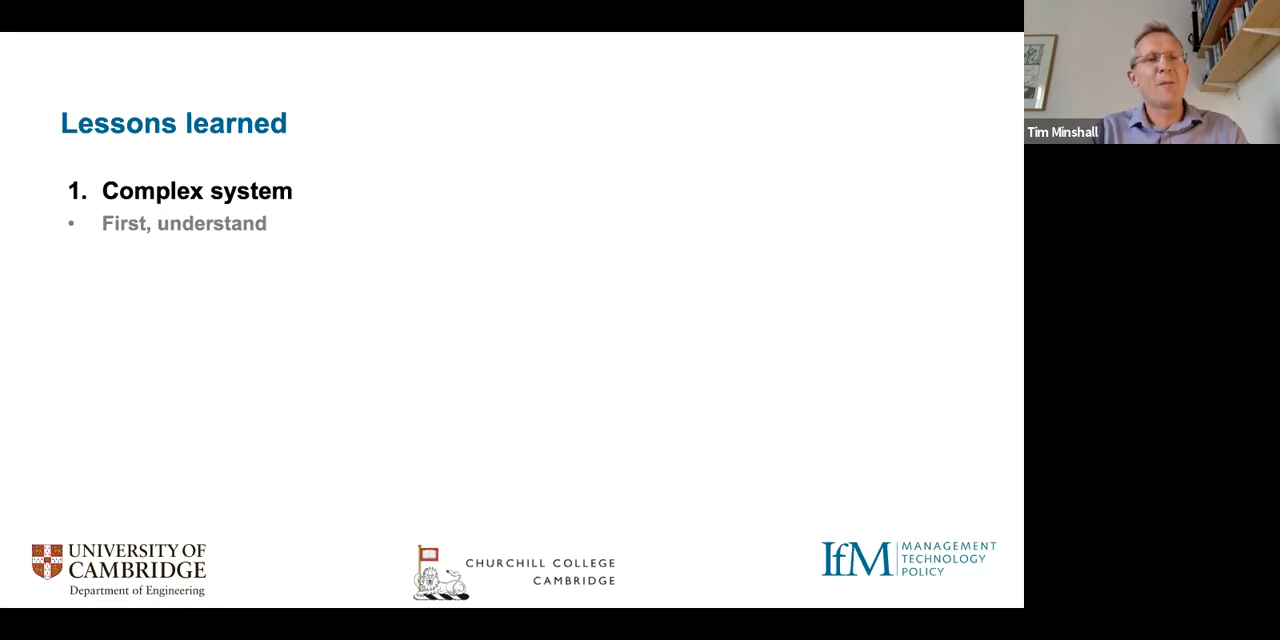 Lessons learned
1. Complex system
• First, understand
UNIVERSITY OF
CAMBRIDGE
Department of Engineering
CHURCHILL COLLEGE
CAMBRIDGE
IfM
MANAGEMENT
TECHNOLOGY
POLICY
Tim Minshall